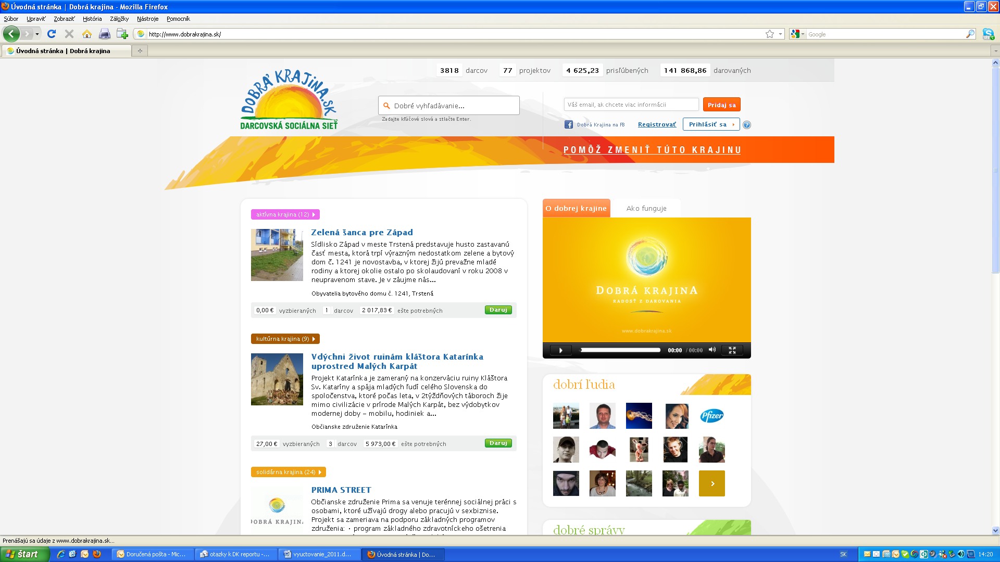 Úvodná stránka | Dobrá krajina - Mozilla Firefox
Súbor Upraviť Zobraziť História Záložky Nástroje Pomocník
http://www.dobrakrajina.sk/
Google
Úvodná stránka | Dobrá krajina
3818 darcov 77 projektov 4 625,23 prisľúbených 141 868,86 darovaných
DOBRÁ KRAJINA.SK
DARCOVSKÁ SOCIÁLNA SIEŤ
Dobré vyhľadávanie...
Zadajte kľúčové slová a stlačte Enter.
Váš email, ak chcete viac informácii
Pridaj sa
Dobrá Krajina na FB
Registrovať
Prihlásiť sa
?
POMÔŽ ZMENIŤ TÚTO KRAJINU
aktívna krajina (12)
Zelená šanca pre Západ
Sídlisko Západ v meste Trstená predstavuje husto zastavanú
časť mesta, ktorá trpí výrazným nedostatkom zelene a bytový
dom č. 1241 je novostavba, v ktorej žijú prevažne mladé
rodiny a ktorej okolie ostalo po skolaudovaní v roku 2008 v
neupravenom stave. Je v záujme nás...
Obyvatelia bytového domu č. 1241, Trstená
0,00 € vyzbieraných 1 darcov 2 017,83 € ešte potrebných Daruj
kultúrna krajina (9)
Vdýchni život ruinám kláštora Katarínka
uprostred Malých Karpát
Projekt Katarínka je zameraný na konzerváciu ruiny Kláštora
Sv. Kataríny a spája mladých ľudí celého Slovenska do
spoločenstva, ktoré počas leta, v 2týždňových táboroch žije
mimo civilizácie v prírode Malých Karpát, bez výdobytkov
modernej doby – mobilu, hodiniek a...
Občianske združenie Katarínka
27,00 € vyzbieraných 3 darcov 5 973,00 € ešte potrebných Daruj
solidárna krajina (24)
PRIMA STREET
DOBRÁ KRAJINA
Občianske združenie Prima sa venuje terénnej sociálnej práci s
osobami, ktoré užívajú drogy alebo pracujú v sexbiznise.
Projekt sa zameriava na podporu základných programov
združenia: • program základného zdravotníckeho ošetrenia
O dobrej krajine Ako funguje
DOBRÁ KRAJINA
RADOSŤ Z DAROVANIA
www.dobrakrajina.sk
00:00 / 00:00
dobrí ľudia
Pfizer
dobré správy
Prenášajú sa údaje z www.dobrakrajina.sk...
štart
Doručená pošta - Mic...
otazky k DK reportu -...
vyuctovanie_2011.d...
Úvodná stránka | Do...
SK
14:20